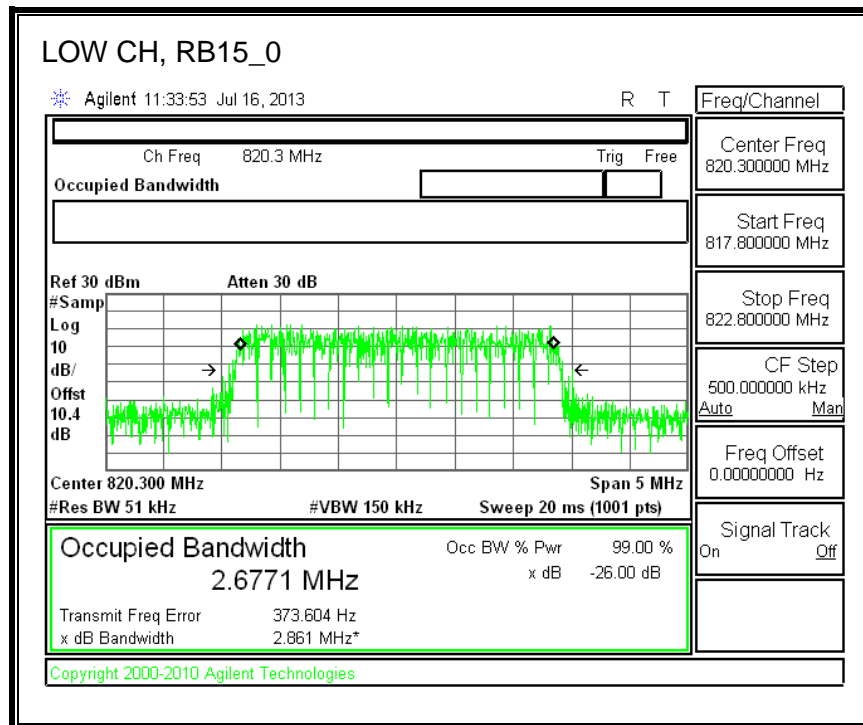 LOW CH, RB15_0
Agilent 11:33:53 Jul 16, 2013 R T
Freq/Channel
Ch Freq 820.3 MHz Trig Free
Occupied Bandwidth
Center Freq
820.300000 MHz
Start Freq
817.800000 MHz
Stop Freq
822.800000 MHz
CF Step
500.000000 kHz
Auto Man
Freq Offset
0.00000000 Hz
Signal Track
On Off
Ref 30 dBm Atten 30 dB
#Samp
Log
10
dB/
Offst
10.4
dB
Center 820.300 MHz Span 5 MHz
#Res BW 51 kHz #VBW 150 kHz Sweep 20 ms (1001 pts)
Occupied Bandwidth
2.6771 MHz
Occ BW % Pwr 99.00 %
x dB -26.00 dB
Transmit Freq Error 373.604 Hz
x dB Bandwidth 2.861 MHz*
Copyright 2000-2010 Agilent Technologies